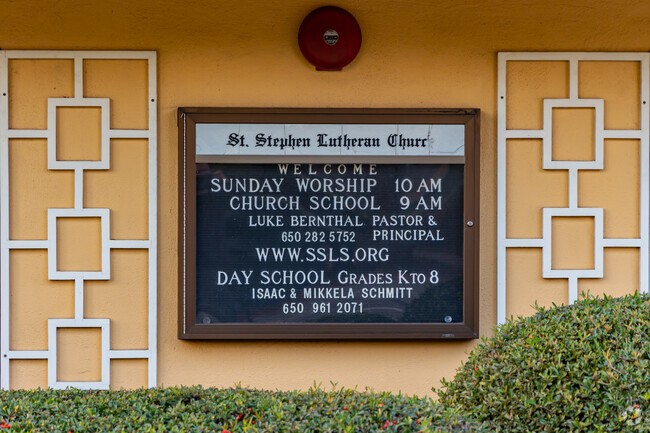 St. Stephen Lutheran Churc
WELCOME
SUNDAY WORSHIP 10 AM
CHURCH SCHOOL 9 AM
LUKE BERNTHAL PASTOR &
650 282 5752 PRINCIPAL
WWW.SSLS.ORG
DAY SCHOOL GRADES K TO 8
ISAAC & MIKKELA SCHMITT
650 961 2071